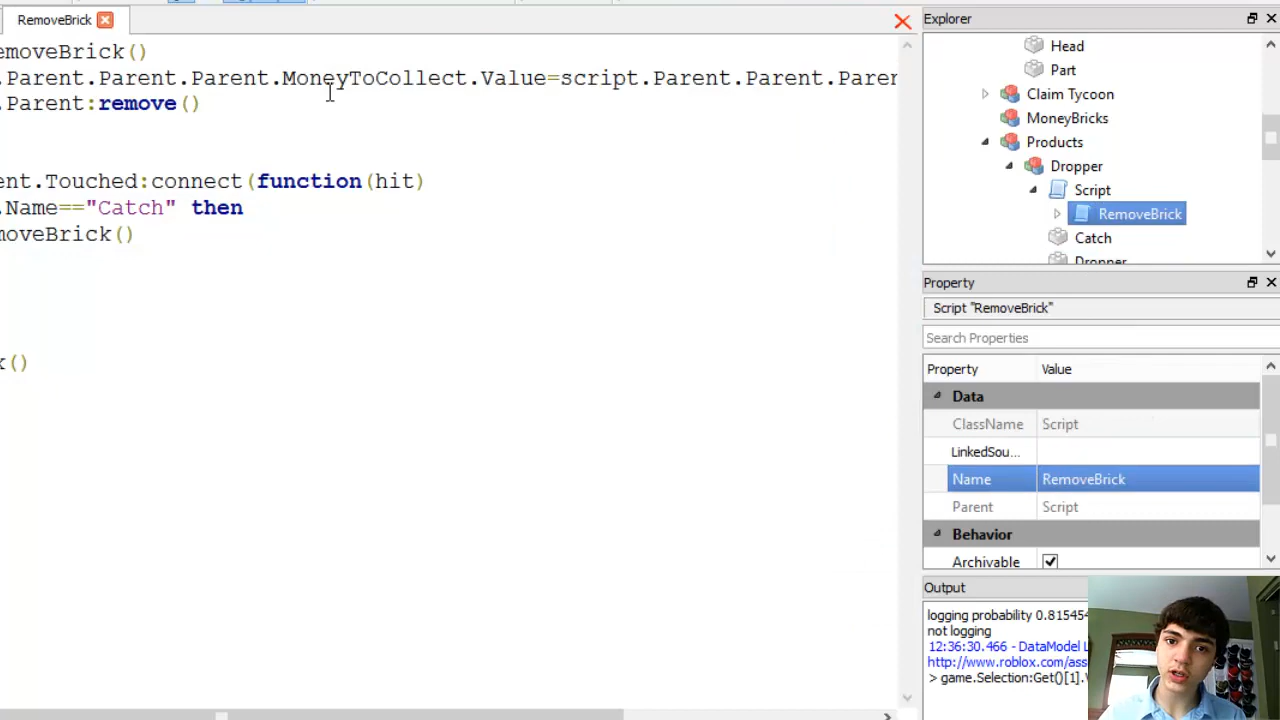 RemoveBrick
emoveBrick()
.Parent.Parent.Parent.MoneyToCollect.Value=script.Parent.Parent.Paren
.Parent:remove()
ent.Touched:connect(function(hit)
.Name=="Catch" then
moveBrick()
k()
Explorer
Head
Part
Claim Tycoon
MoneyBricks
Products
Dropper
Script
RemoveBrick
Catch
Dropper
Property
Script "RemoveBrick"
Search Properties
Property Value
Data
ClassName Script
LinkedSou...
Name RemoveBrick
Parent Script
Behavior
Archivable
Output
logging probability 0.815454
not logging
12:36:30.466 - DataModel L
http://www.roblox.com/ass
> game.Selection:Get()[1].